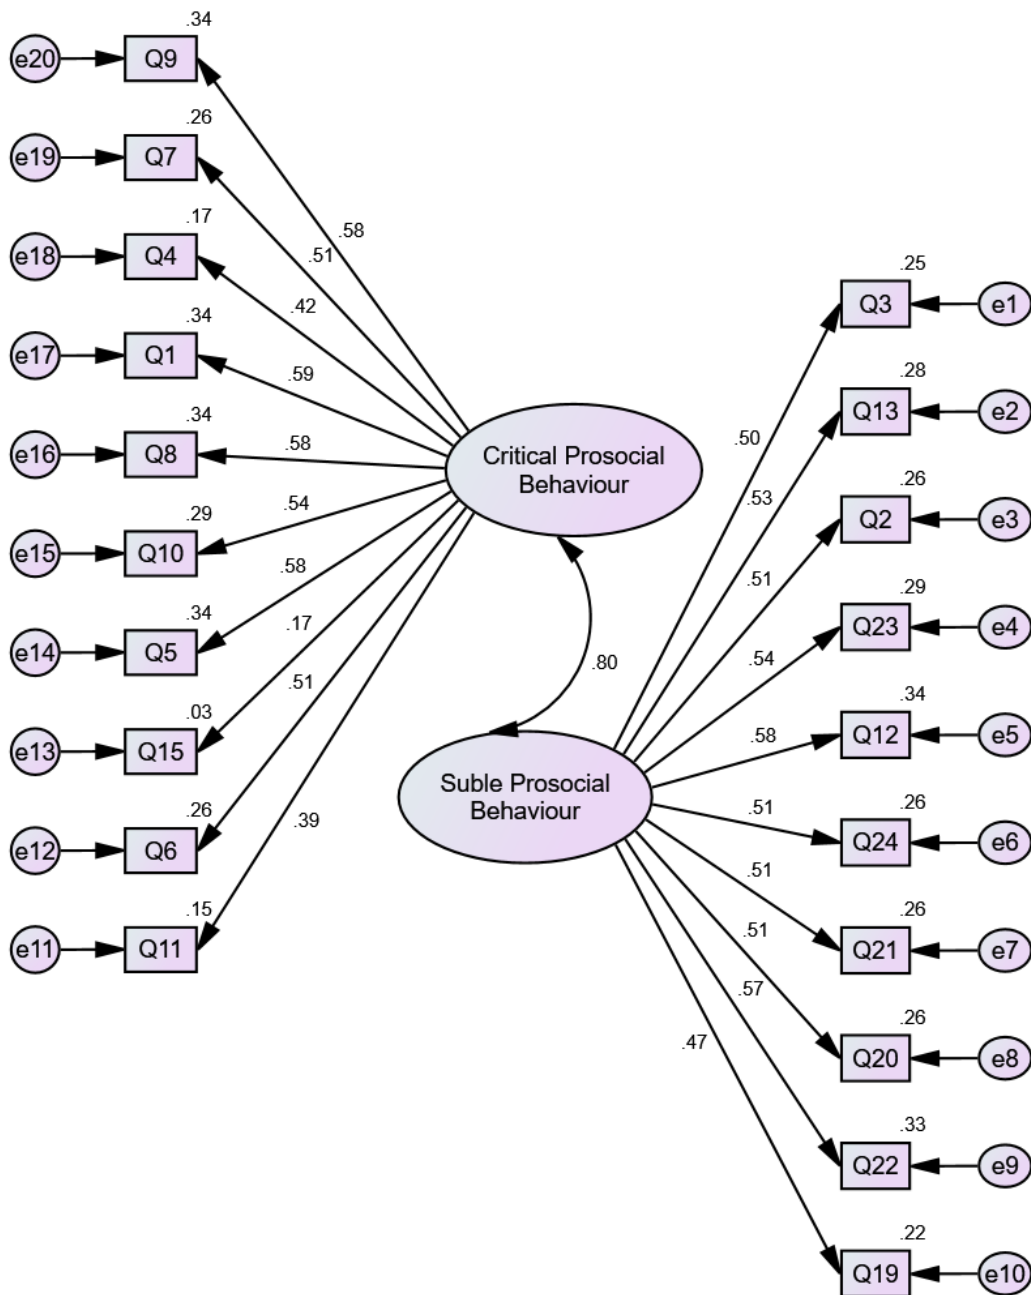 .34
e20 Q9
.26
e19 Q7
.17
e18 Q4
.34
e17 Q1
.34
e16 Q8
.29
e15 Q10
.34
e14 Q5
.03
e13 Q15
.26
e12 Q6
.15
e11 Q11
.58
.51
.42
.59
.58
.54
.58
.17
.51
.39
Critical Prosocial
Behaviour
.80
Suble Prosocial
Behaviour
.50
.53
.51
.54
.58
.51
.51
.51
.57
.47
.25
Q3 e1
.28
Q13 e2
.26
Q2 e3
.29
Q23 e4
.34
Q12 e5
.26
Q24 e6
.26
Q21 e7
.26
Q20 e8
.33
Q22 e9
.22
Q19 e10